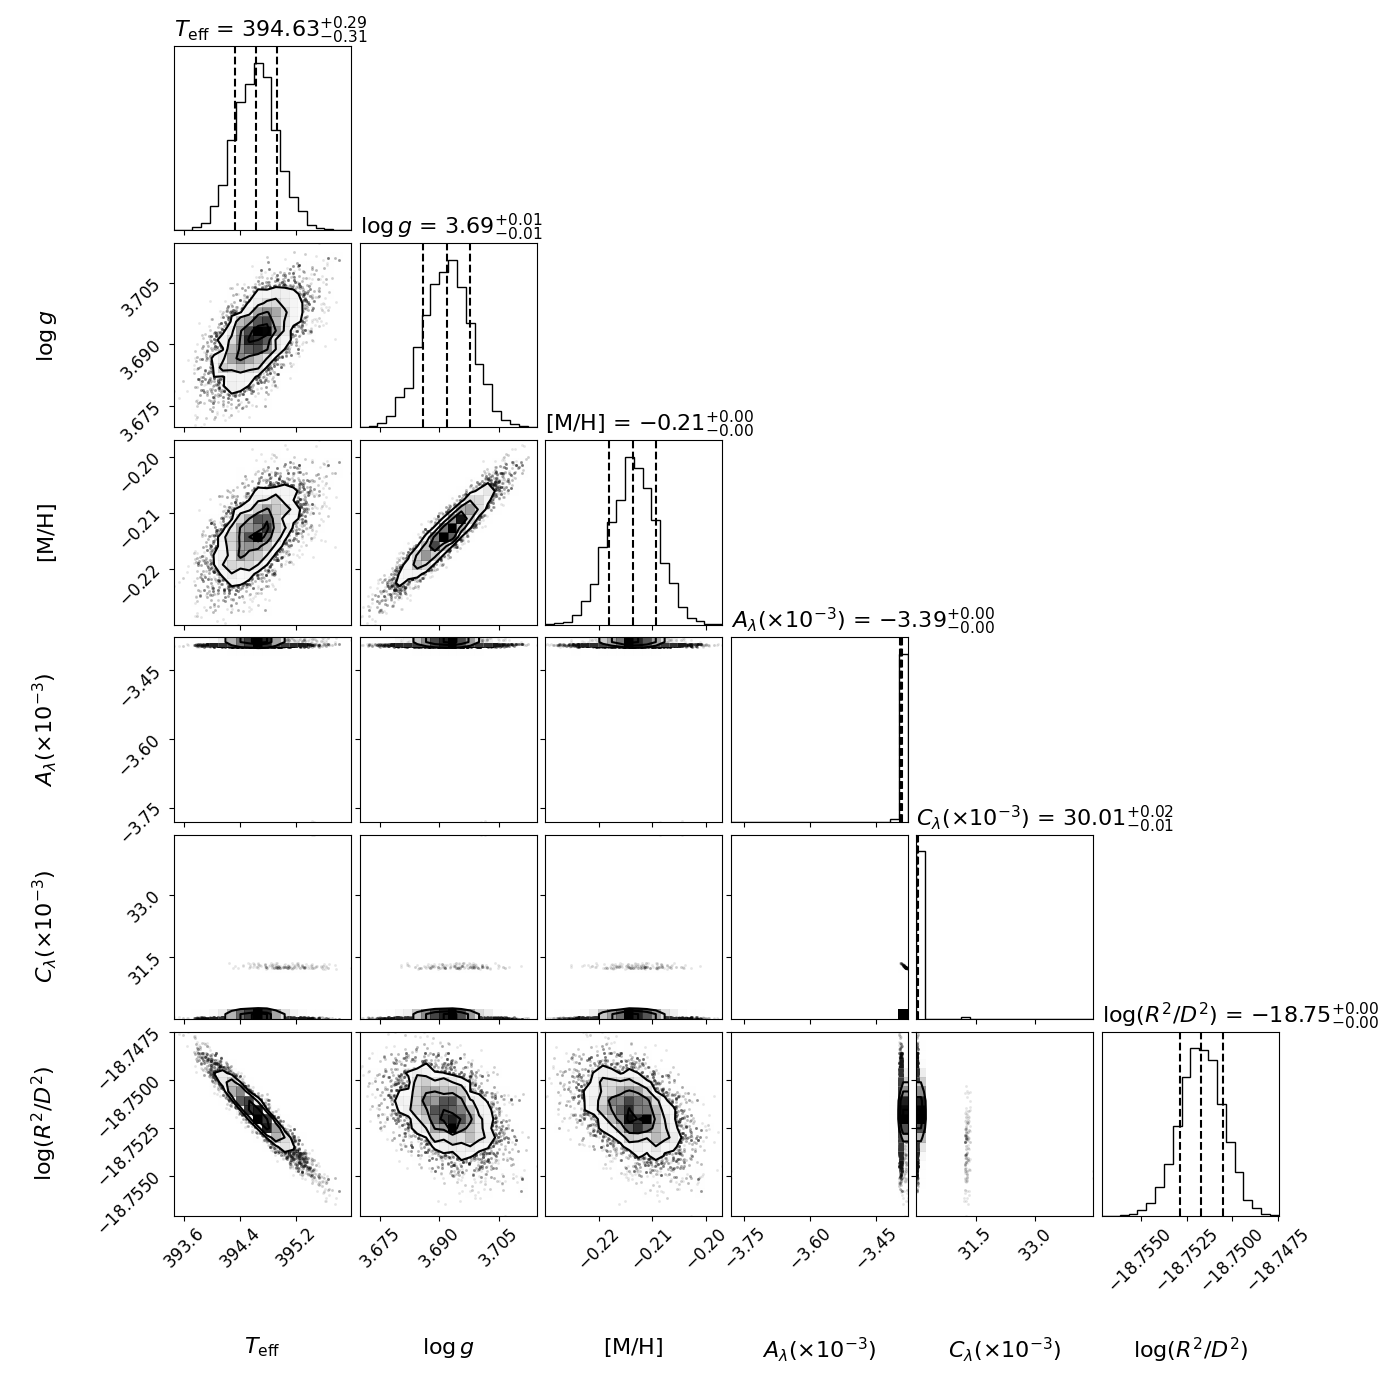 T_eff = 394.63 +0.29 −0.31
log g = 3.69 +0.01 −0.01
log g
3.705
3.690
3.675
[M/H] = −0.21 +0.00 −0.00
[M/H]
−0.20
−0.21
−0.22
A_λ(×10^−3) = −3.39 +0.00 −0.00
A_λ(×10^−3)
−3.45
−3.60
−3.75
C_λ(×10^−3) = 30.01 +0.02 −0.01
C_λ(×10^−3)
33.0
31.5
log(R^2/D^2) = −18.75 +0.00 −0.00
log(R^2/D^2)
−18.7475
−18.7500
−18.7525
−18.7550
393.6 394.4 395.2 3.675 3.690 3.705 −0.22 −0.21 −0.20 −3.75 −3.60 −3.45 31.5 33.0 −18.7550 −18.7525 −18.7500 −18.7475
T_eff log g [M/H] A_λ(×10^−3) C_λ(×10^−3) log(R^2/D^2)